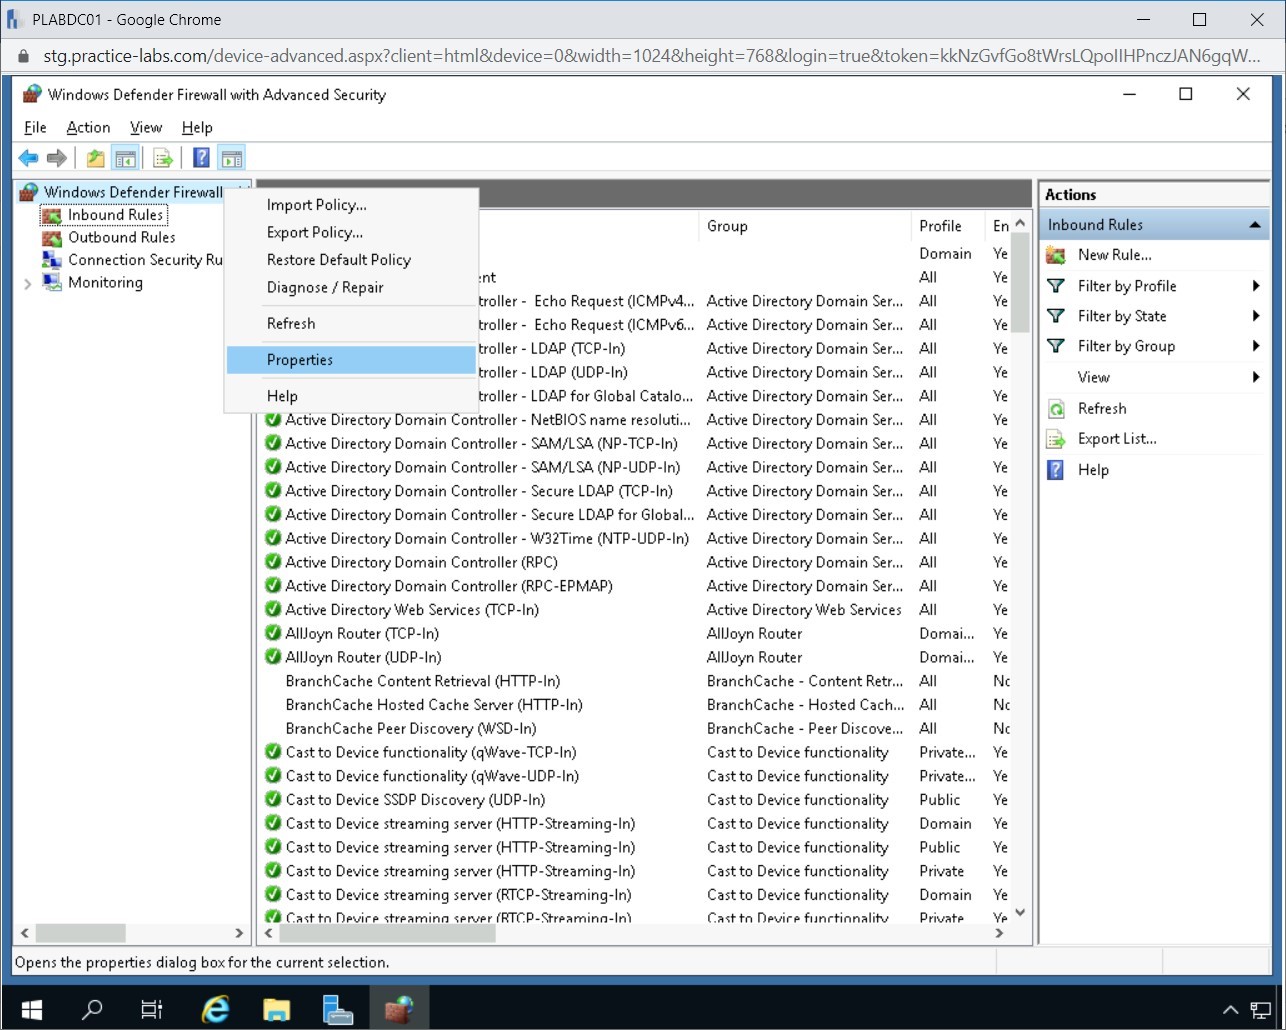 PLABDC01 - Google Chrome
stg.practice-labs.com/device-advanced.aspx?client=html&device=0&width=1024&height=768&login=true&token=kkNzGvfGo8tWrsLQpoIIHPnczJAN6gqW...
Windows Defender Firewall with Advanced Security
File Action View Help
Windows Defender Firewall
Inbound Rules
Outbound Rules
Connection Security Ru
Monitoring
Import Policy...
Export Policy...
Restore Default Policy
Diagnose / Repair
Refresh
Properties
Help
Group Profile En
Domain Ye
nt All Ye
troller - Echo Request (ICMPv4... Active Directory Domain Ser... All Ye
troller - Echo Request (ICMPv6... Active Directory Domain Ser... All Ye
troller - LDAP (TCP-In) Active Directory Domain Ser... All Ye
troller - LDAP (UDP-In) Active Directory Domain Ser... All Ye
troller - LDAP for Global Catalo... Active Directory Domain Ser... All Ye
Active Directory Domain Controller - NetBIOS name resoluti... Active Directory Domain Ser... All Ye
Active Directory Domain Controller - SAM/LSA (NP-TCP-In) Active Directory Domain Ser... All Ye
Active Directory Domain Controller - SAM/LSA (NP-UDP-In) Active Directory Domain Ser... All Ye
Active Directory Domain Controller - Secure LDAP (TCP-In) Active Directory Domain Ser... All Ye
Active Directory Domain Controller - Secure LDAP for Global... Active Directory Domain Ser... All Ye
Active Directory Domain Controller - W32Time (NTP-UDP-In) Active Directory Domain Ser... All Ye
Active Directory Domain Controller (RPC) Active Directory Domain Ser... All Ye
Active Directory Domain Controller (RPC-EPMAP) Active Directory Domain Ser... All Ye
Active Directory Web Services (TCP-In) Active Directory Web Services All Ye
AllJoyn Router (TCP-In) AllJoyn Router Domai... Ye
AllJoyn Router (UDP-In) AllJoyn Router Domai... Ye
BranchCache Content Retrieval (HTTP-In) BranchCache - Content Retr... All No
BranchCache Hosted Cache Server (HTTP-In) BranchCache - Hosted Cach... All No
BranchCache Peer Discovery (WSD-In) BranchCache - Peer Discove... All No
Cast to Device functionality (qWave-TCP-In) Cast to Device functionality Private... Ye
Cast to Device functionality (qWave-UDP-In) Cast to Device functionality Private... Ye
Cast to Device SSDP Discovery (UDP-In) Cast to Device functionality Public Ye
Cast to Device streaming server (HTTP-Streaming-In) Cast to Device functionality Domain Ye
Cast to Device streaming server (HTTP-Streaming-In) Cast to Device functionality Public Ye
Cast to Device streaming server (HTTP-Streaming-In) Cast to Device functionality Private Ye
Cast to Device streaming server (RTCP-Streaming-In) Cast to Device functionality Domain Ye
Cast to Device streaming server (RTCP-Streaming-In) Cast to Device functionality Private Ye
Actions
Inbound Rules
New Rule...
Filter by Profile
Filter by State
Filter by Group
View
Refresh
Export List...
Help
Opens the properties dialog box for the current selection.